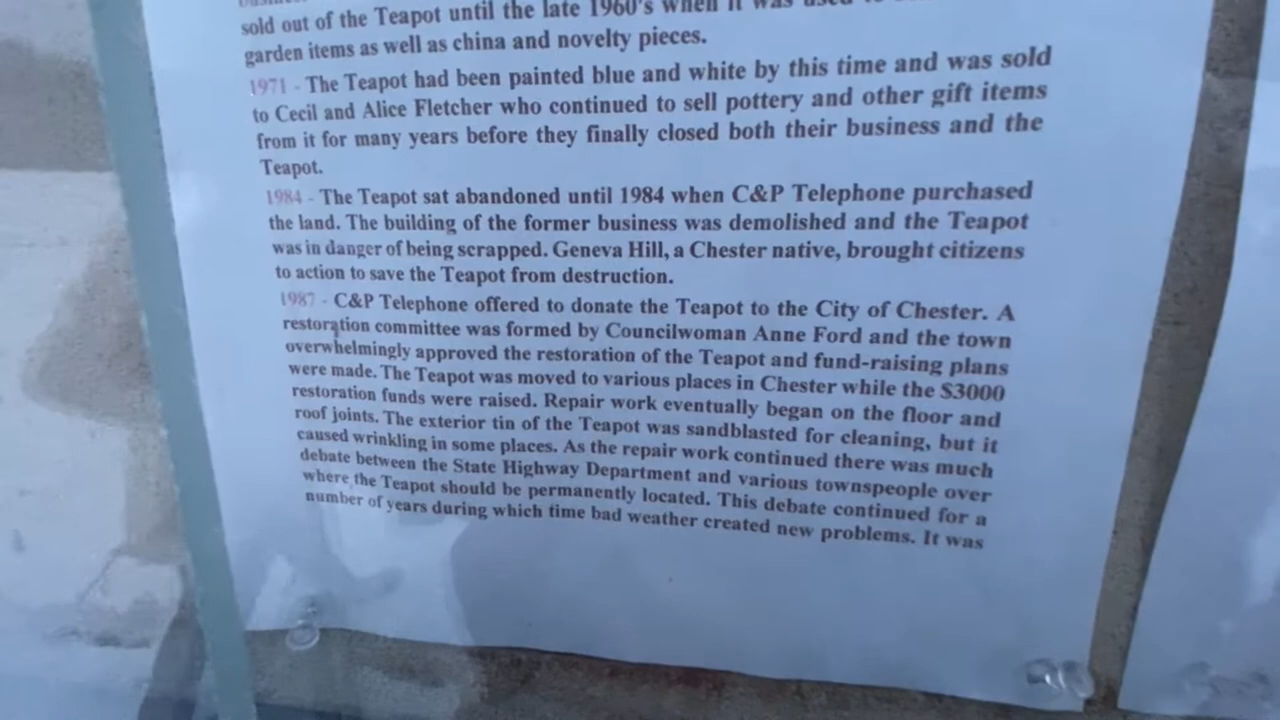 sold out of the Teapot until the late 1960's when it was used to
garden items as well as china and novelty pieces.
1971 - The Teapot had been painted blue and white by this time and was sold
to Cecil and Alice Fletcher who continued to sell pottery and other gift items
from it for many years before they finally closed both their business and the
Teapot.
1984 - The Teapot sat abandoned until 1984 when C&P Telephone purchased
the land. The building of the former business was demolished and the Teapot
was in danger of being scrapped. Geneva Hill, a Chester native, brought citizens
to action to save the Teapot from destruction.
1987 - C&P Telephone offered to donate the Teapot to the City of Chester. A
restoration committee was formed by Councilwoman Anne Ford and the town
overwhelmingly approved the restoration of the Teapot and fund-raising plans
were made. The Teapot was moved to various places in Chester while the $3000
restoration funds were raised. Repair work eventually began on the floor and
roof joints. The exterior tin of the Teapot was sandblasted for cleaning, but it
caused wrinkling in some places. As the repair work continued there was much
debate between the State Highway Department and various townspeople over
where the Teapot should be permanently located. This debate continued for a
number of years during which time bad weather created new problems. It was